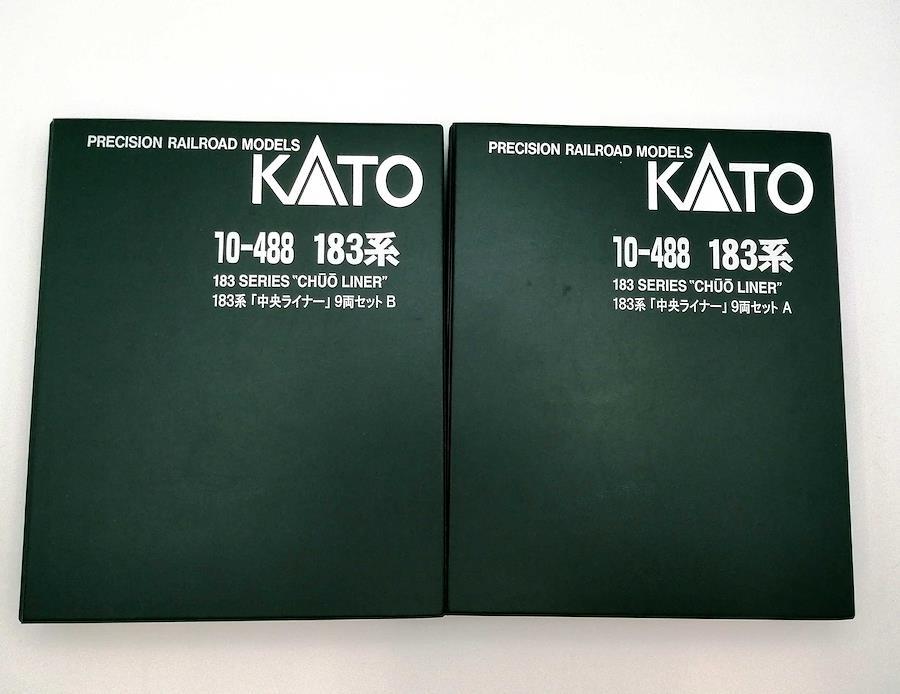 PRECISION RAILROAD MODELS
KATO
10-488 183系
183 SERIES "CHŪŌ LINER"
183系「中央ライナー」9両セット B
PRECISION RAILROAD MODELS
KATO
10-488 183系
183 SERIES "CHŪŌ LINER"
183系「中央ライナー」9両セット A